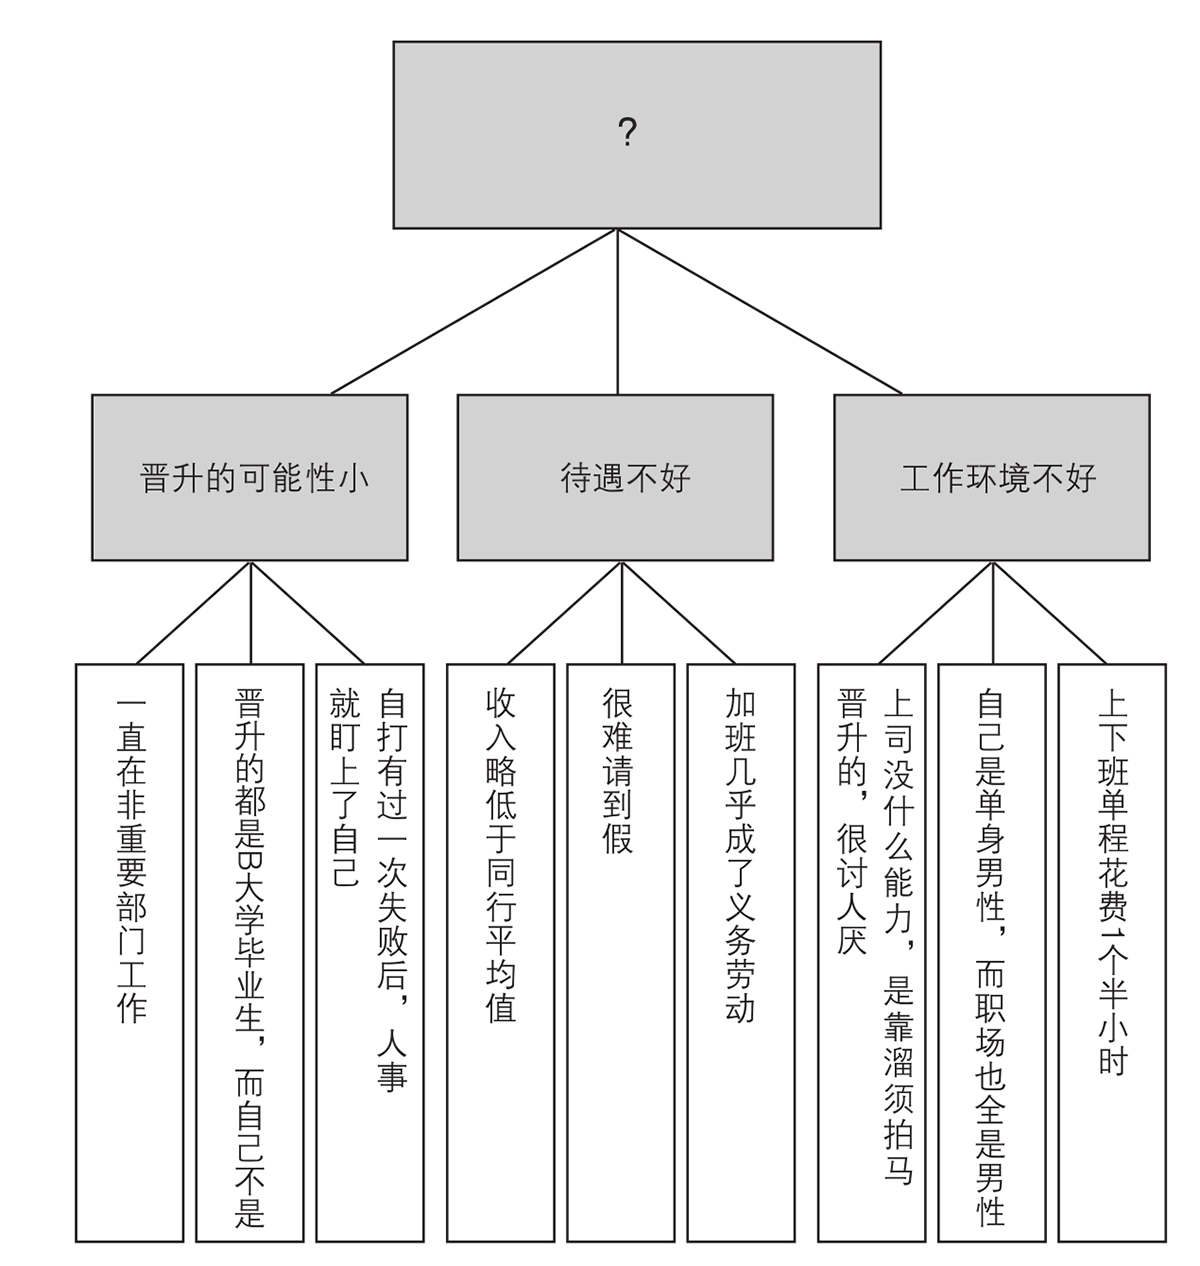 ?
晋升的可能性小
待遇不好
工作环境不好
一直在非重要部门工作
晋升的都是B大学毕业生，而自己不是
自打有过一次失败后，人事
就盯上了自己
收入略低于同行平均值
很难请到假
加班几乎成了义务劳动
上司没什么能力，是靠溜须拍马
晋升的，很讨人厌
自己是单身男性，而职场也全是男性
上下班单程花费1个半小时